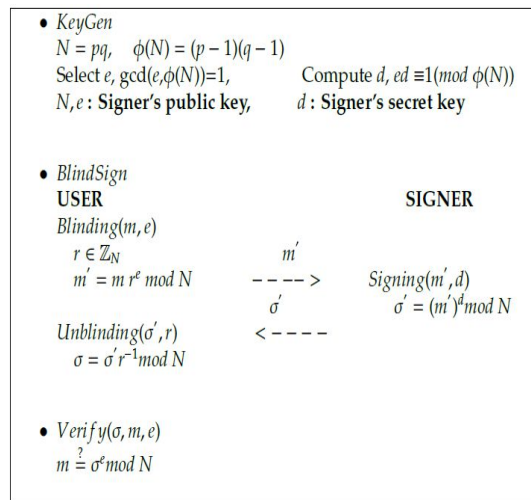 • KeyGen
N = pq, ϕ(N) = (p − 1)(q − 1)
Select e, gcd(e,ϕ(N))=1, Compute d, ed ≡1(mod ϕ(N))
N, e : Signer's public key, d : Signer's secret key
• BlindSign
USER SIGNER
Blinding(m, e)
r ∈ ℤ_N m′
m′ = m r^e mod N − − − − > Signing(m′, d)
σ′ σ′ = (m′)^d mod N
Unblinding(σ′, r) < − − − −
σ = σ′ r^−1 mod N
• Verify(σ, m, e)
m ≟ σ^e mod N